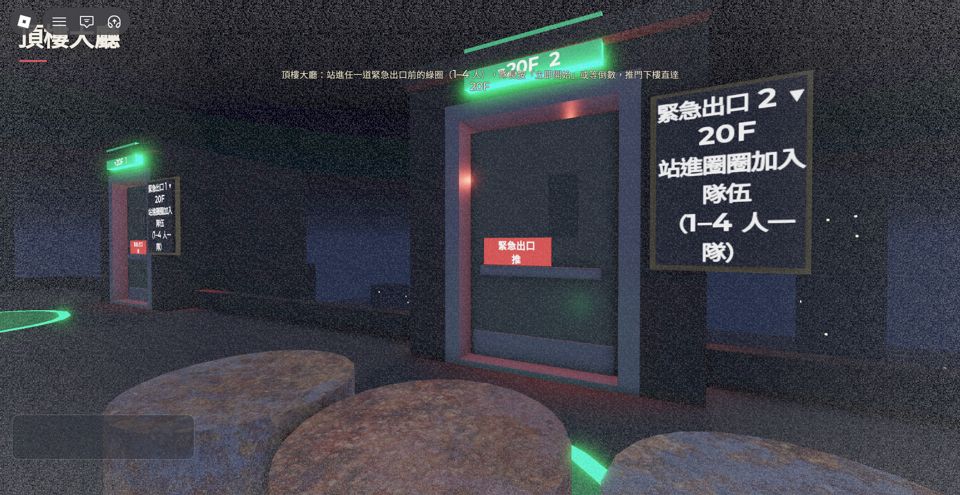 頂樓大廳
頂樓大廳：站進任一道緊急出口前的綠圈（1–4 人），
或等倒數，推門下樓直達
20F
20F 2
緊急出口 2 ▼
20F
站進圈圈加入
隊伍
（1–4 人一
隊）
緊急出口
推
緊急出口 1 ▼
20F
站進圈圈加入
隊伍
（1–4 人一
隊）